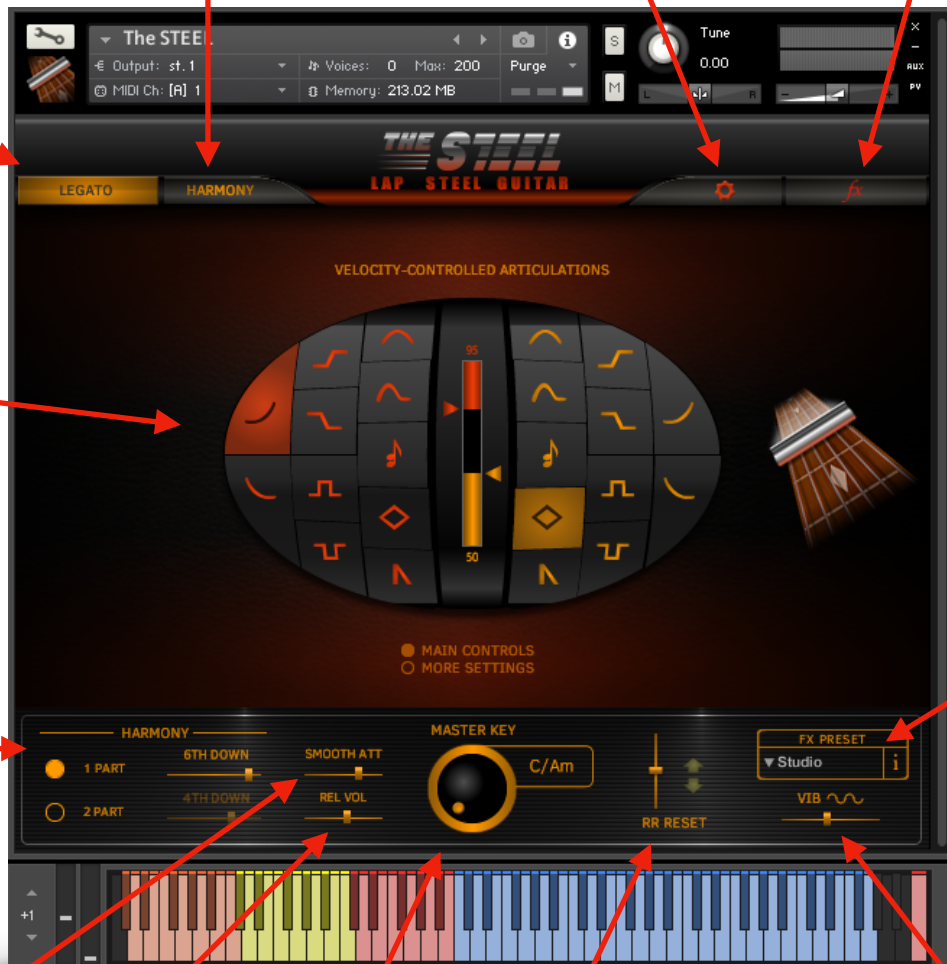 The STEEL
S
Tune
Output: st.1
Voices: 0 Max: 200
Purge
0.00
AUX
MIDI Ch: [A] 1
Memory: 213.02 MB
M
L
R
PV
THE STEEL
LAP STEEL GUITAR
LEGATO
HARMONY
fx
VELOCITY-CONTROLLED ARTICULATIONS
95
50
MAIN CONTROLS
MORE SETTINGS
HARMONY
1 PART
2 PART
6TH DOWN
4TH DOWN
SMOOTH ATT
REL VOL
MASTER KEY
C/Am
RR RESET
FX PRESET
Studio
i
VIB
+1